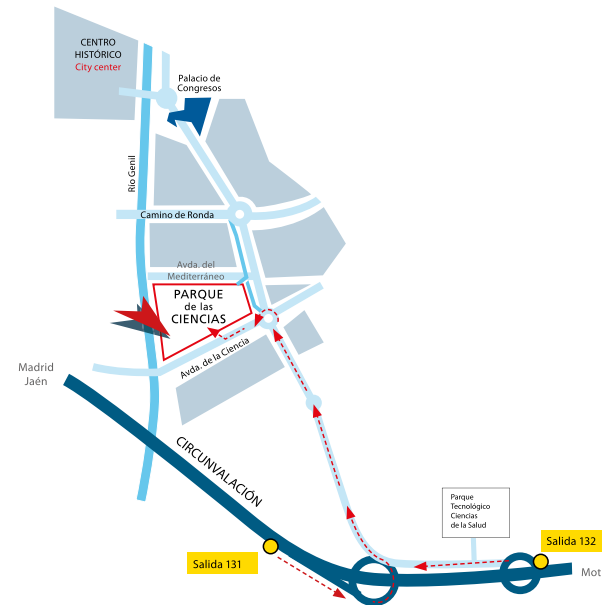 CENTRO
HISTÓRICO
City center
Palacio de
Congresos
Río Genil
Camino de Ronda
Avda. del
Mediterráneo
PARQUE
de las
CIENCIAS
Avda. de la Ciencia
Madrid
Jaén
CIRCUNVALACIÓN
Parque
Tecnológico
Ciencias
de la Salud
Salida 132
Salida 131
Mot